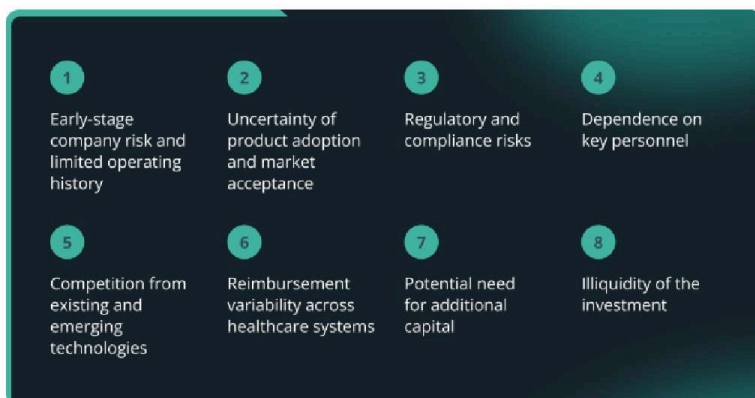 1
Early-stage
company risk and
limited operating
history
2
Uncertainty of
product adoption
and market
acceptance
3
Regulatory and
compliance risks
4
Dependence on
key personnel
5
Competition from
existing and
emerging
technologies
6
Reimbursement
variability across
healthcare systems
7
Potential need
for additional
capital
8
Illiquidity of the
investment